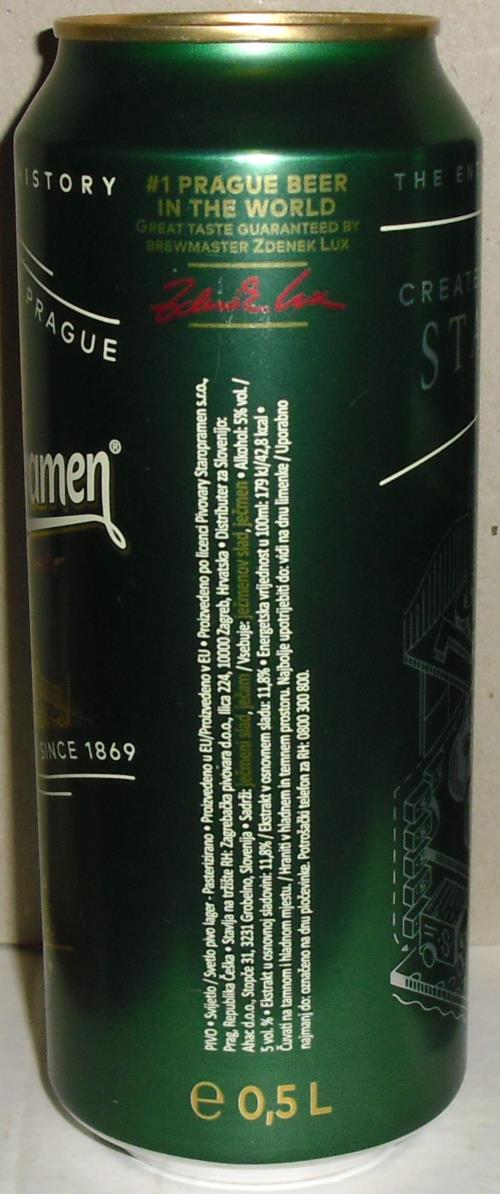 ISTORY
PRAGUE
amen®
SINCE 1869
#1 PRAGUE BEER
IN THE WORLD
GREAT TASTE GUARANTEED BY
BREWMASTER ZDENEK LUX
Zdenek Lux
PIVO • Svijetlo / Svetlo pivo lager - Pasterizirano • Proizvedeno u EU/Proizvedeno v EU • Proizvedeno po licenci Pivovary Staropramen s.r.o.,
Prag, Republika Češka • Stavlja na tržište RH: Zagrebačka pivovara d.o.o., Ilica 224, 10000 Zagreb, Hrvatska • Distributer za Slovenijo:
Ahac d.o.o., Stopče 31, 3231 Grobelno, Slovenija • Sadrži: ječmeni slad, ječam / Vsebuje: ječmenov slad, ječmen • Alkohol: 5% vol./
5 vol. % • Ekstrakt u osnovnoj sladovini: 11,8% / Ekstrakt v osnovnem sladu: 11,8% • Energetska vrijednost u 100ml: 179 kJ/42,8 kcal •
Čuvati na tamnom i hladnom mjestu. / Hraniti v hladnem in temnem prostoru. Najbolje upotrijebiti do: vidi na dnu limenke / Uporabno
najmanj do: označeno na dnu pločevinke. Potrošački telefon za RH: 0800 300 800.
e 0,5 L
THE EN
CREATE
STA